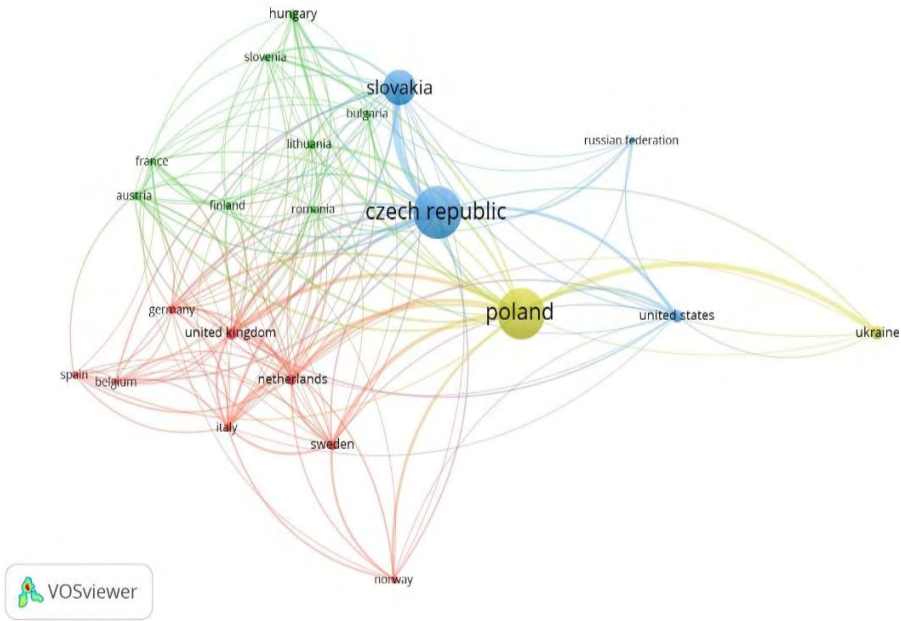 hungary
slovenia
slovakia
bulgaria
russian federation
lithuania
france
austria
finland
romania
czech republic
germany
poland
united states
united kingdom
ukraine
spain
belgium
netherlands
italy
sweden
norway
VOSviewer